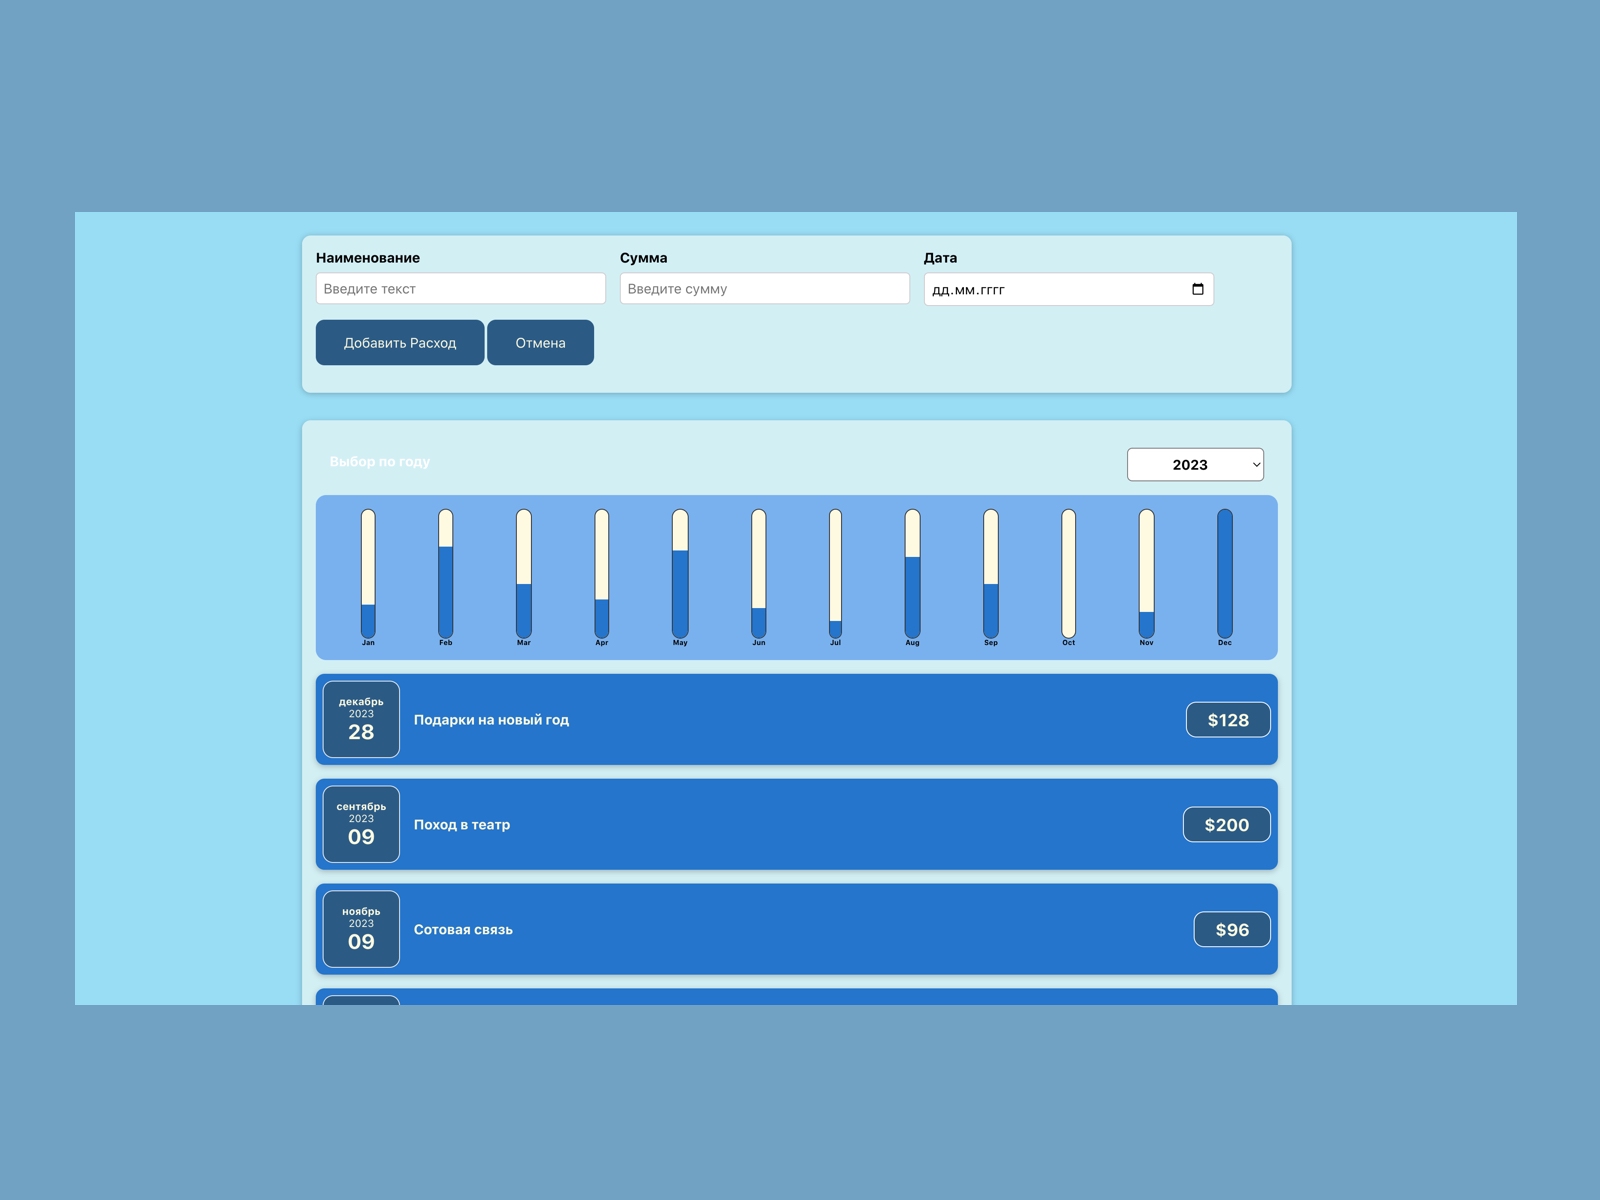 Наименование
Сумма
Дата
Введите текст
Введите сумму
дд.мм.гггг
Добавить Расход
Отмена
Выбор по году
2023
Jan
Feb
Mar
Apr
May
Jun
Jul
Aug
Sep
Oct
Nov
Dec
декабрь
2023
28
Подарки на новый год
$128
сентябрь
2023
09
Поход в театр
$200
ноябрь
2023
09
Сотовая связь
$96